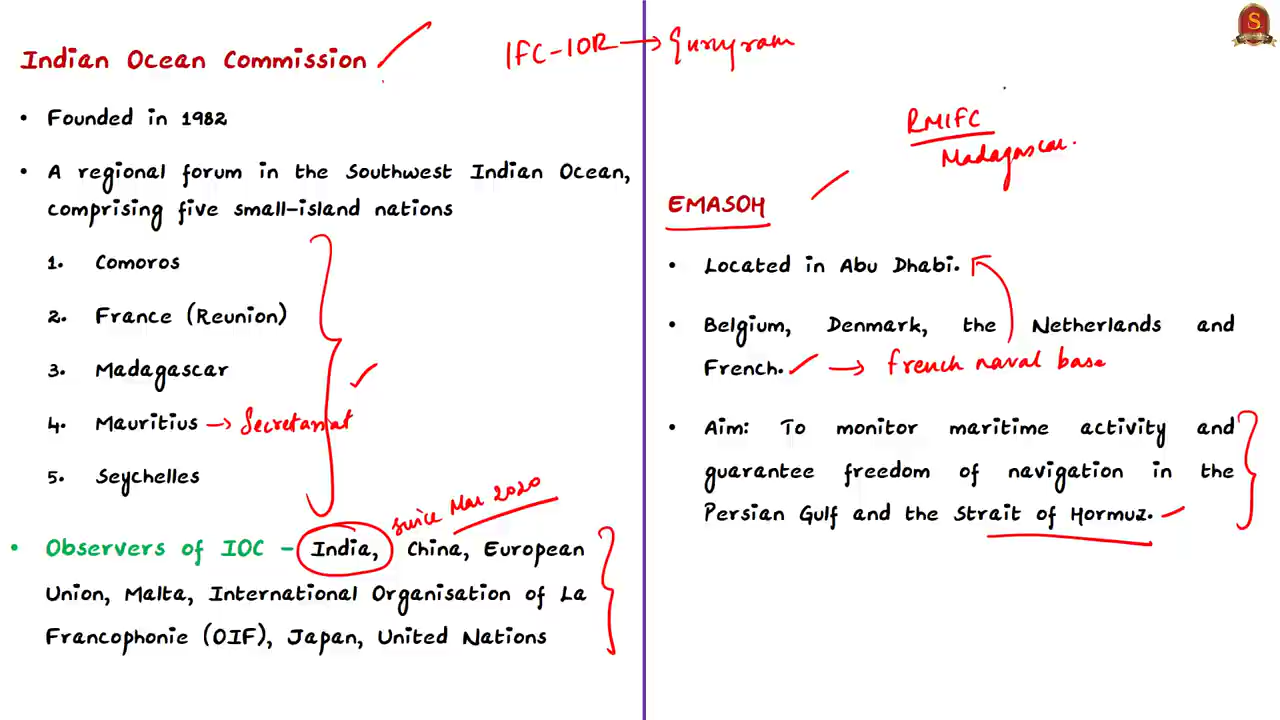 Indian Ocean Commission
• Founded in 1982
• A regional forum in the Southwest Indian Ocean,
comprising five small-island nations
1. Comoros
2. France (Reunion)
3. Madagascar
4. Mauritius → Secretariat
5. Seychelles
since Mar 2020
• Observers of IOC - India, China, European
Union, Malta, International Organisation of La
Francophonie (OIF), Japan, United Nations
IFC-IOR → Gurugram
RMIFC
Madagascar.
EMASOH
• Located in Abu Dhabi.
• Belgium, Denmark, the Netherlands and
French. → French naval base
• Aim: To monitor maritime activity and
guarantee freedom of navigation in the
Persian Gulf and the Strait of Hormuz.
S